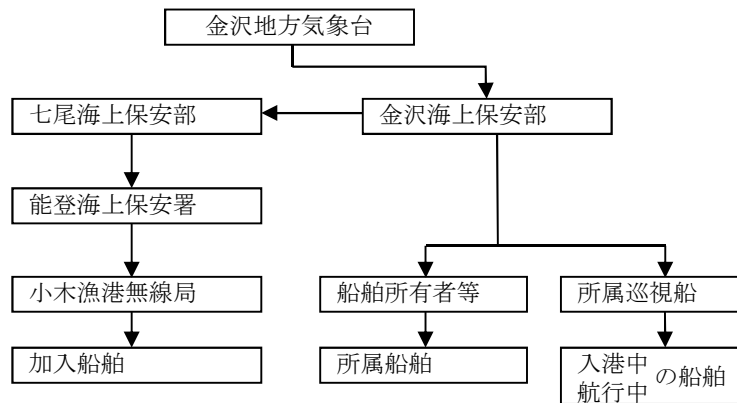 金沢地方気象台
七尾海上保安部
金沢海上保安部
能登海上保安署
小木漁港無線局
船舶所有者等
所属巡視船
加入船舶
所属船舶
入港中
航行中
の船舶